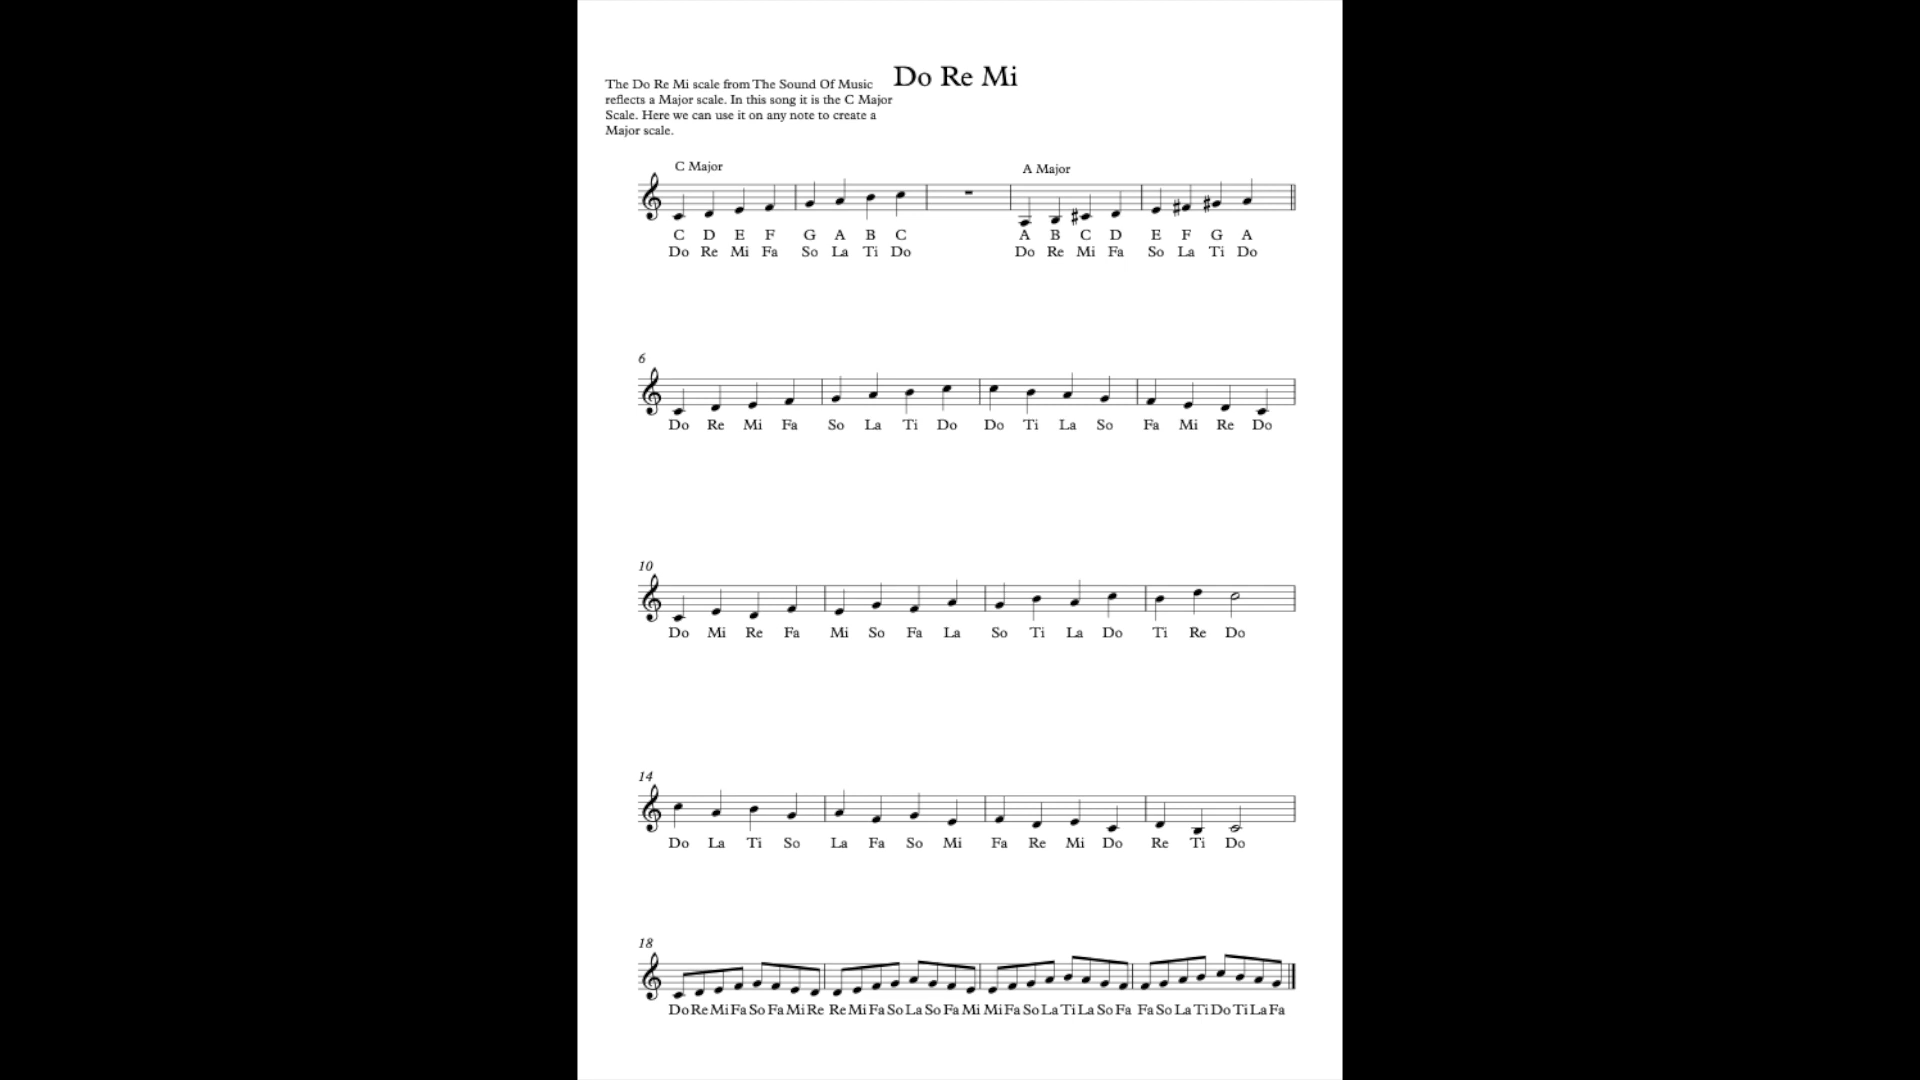 Do Re Mi
The Do Re Mi scale from The Sound Of Music
reflects a Major scale. In this song it is the C Major
Scale. Here we can use it on any note to create a
Major scale.
C Major A Major
C D E F G A B C A B C D E F G A
Do Re Mi Fa So La Ti Do Do Re Mi Fa So La Ti Do
6
Do Re Mi Fa So La Ti Do Do Ti La So Fa Mi Re Do
10
Do Mi Re Fa Mi So Fa La So Ti La Do Ti Re Do
14
Do La Ti So La Fa So Mi Fa Re Mi Do Re Ti Do
18
Do Re Mi Fa So Fa Mi Re Re Mi Fa So La So Fa Mi Mi Fa So La Ti La So Fa Fa So La Ti Do Ti La Fa